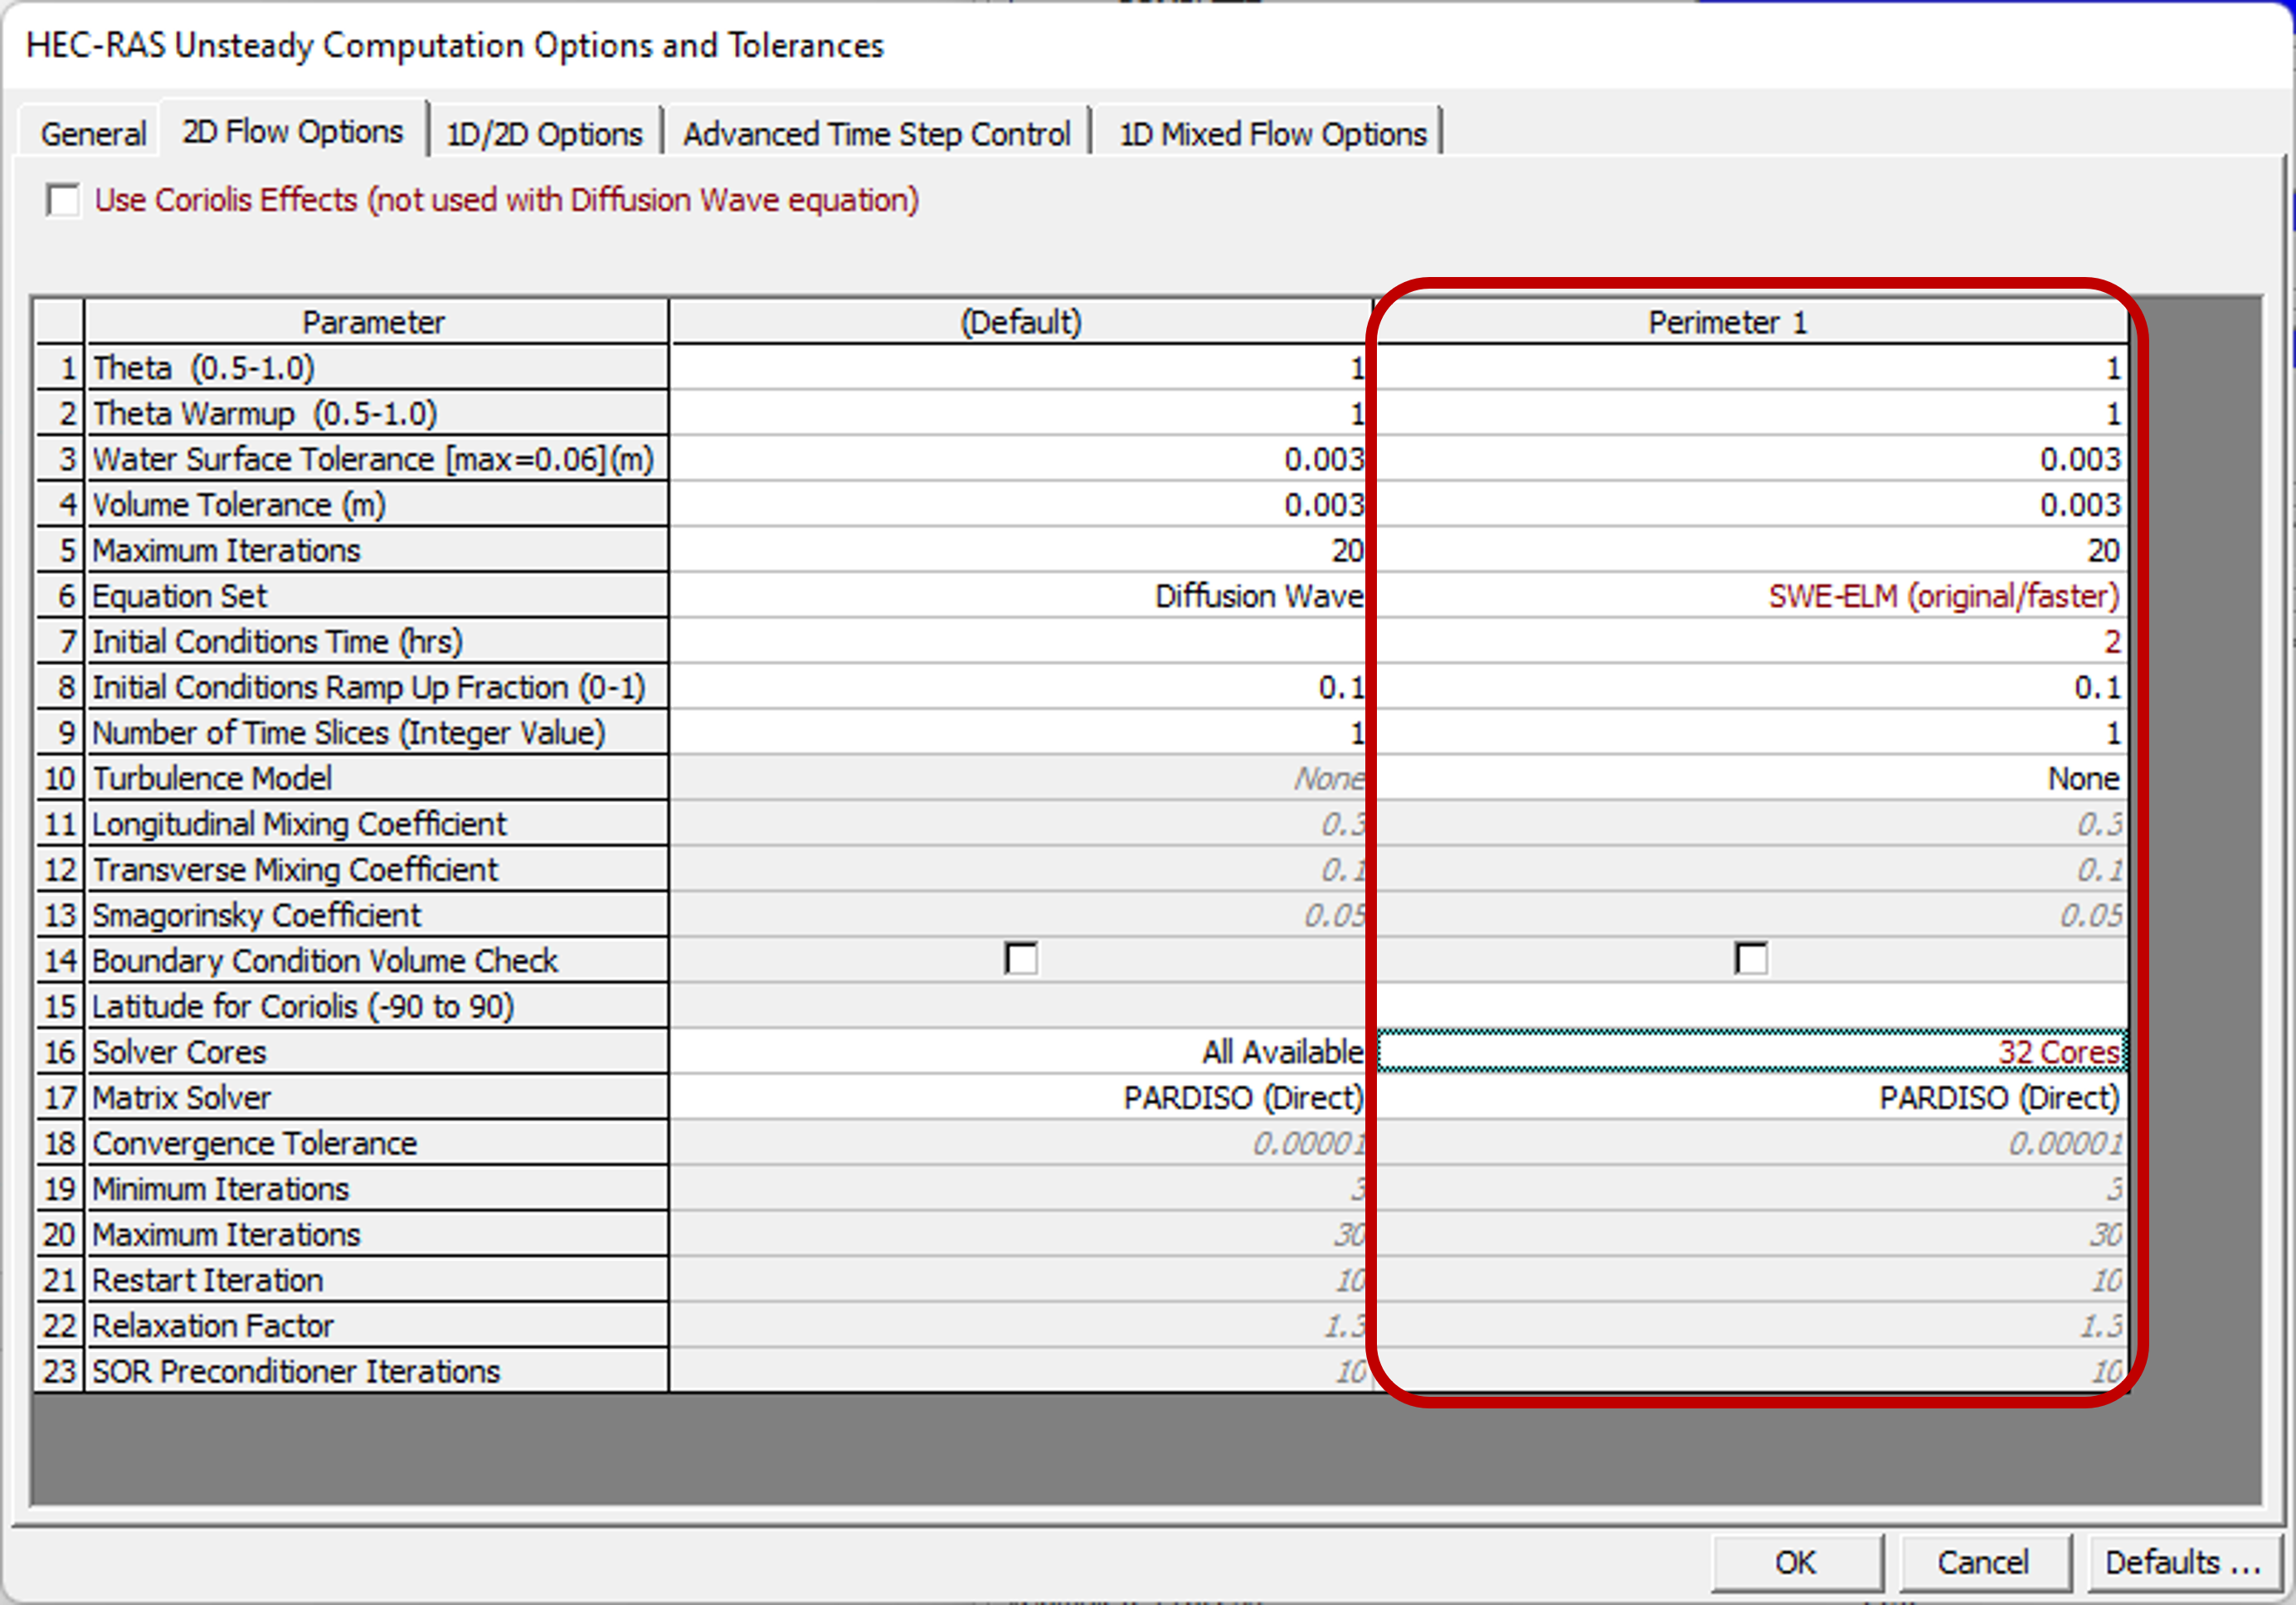 HEC-RAS Unsteady Computation Options and Tolerances
General 2D Flow Options 1D/2D Options Advanced Time Step Control 1D Mixed Flow Options
Use Coriolis Effects (not used with Diffusion Wave equation)
Parameter (Default) Perimeter 1
1 Theta (0.5-1.0) 1 1
2 Theta Warmup (0.5-1.0) 1 1
3 Water Surface Tolerance [max=0.06](m) 0.003 0.003
4 Volume Tolerance (m) 0.003 0.003
5 Maximum Iterations 20 20
6 Equation Set Diffusion Wave SWE-ELM (original/faster)
7 Initial Conditions Time (hrs) 2
8 Initial Conditions Ramp Up Fraction (0-1) 0.1 0.1
9 Number of Time Slices (Integer Value) 1 1
10 Turbulence Model None None
11 Longitudinal Mixing Coefficient 0.3 0.3
12 Transverse Mixing Coefficient 0.1 0.1
13 Smagorinsky Coefficient 0.05 0.05
14 Boundary Condition Volume Check
15 Latitude for Coriolis (-90 to 90)
16 Solver Cores All Available 32 Cores
17 Matrix Solver PARDISO (Direct) PARDISO (Direct)
18 Convergence Tolerance 0.00001 0.00001
19 Minimum Iterations 3 3
20 Maximum Iterations 30 30
21 Restart Iteration 10 10
22 Relaxation Factor 1.3 1.3
23 SOR Preconditioner Iterations 10 10
OK Cancel Defaults ...